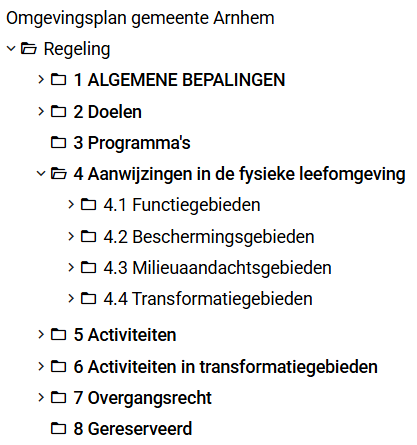 Omgevingsplan gemeente Arnhem
Regeling
1 ALGEMENE BEPALINGEN
2 Doelen
3 Programma's
4 Aanwijzingen in de fysieke leefomgeving
4.1 Functiegebieden
4.2 Beschermingsgebieden
4.3 Milieuaandachtsgebieden
4.4 Transformatiegebieden
5 Activiteiten
6 Activiteiten in transformatiegebieden
7 Overgangsrecht
8 Gereserveerd